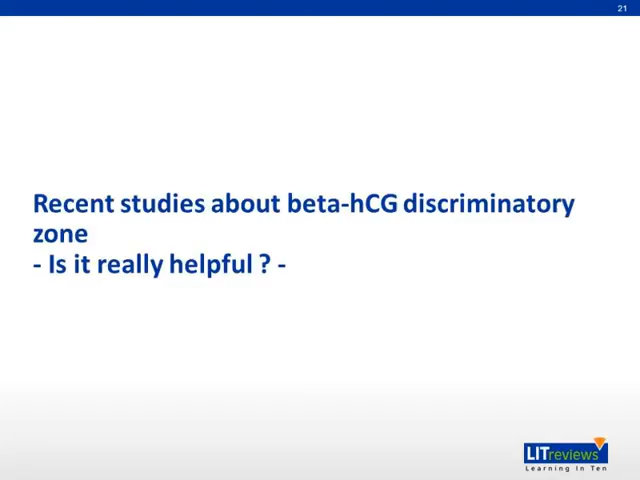 21
Recent studies about beta-hCG discriminatory
zone
- Is it really helpful ? -
LITreviews
Learning In Ten